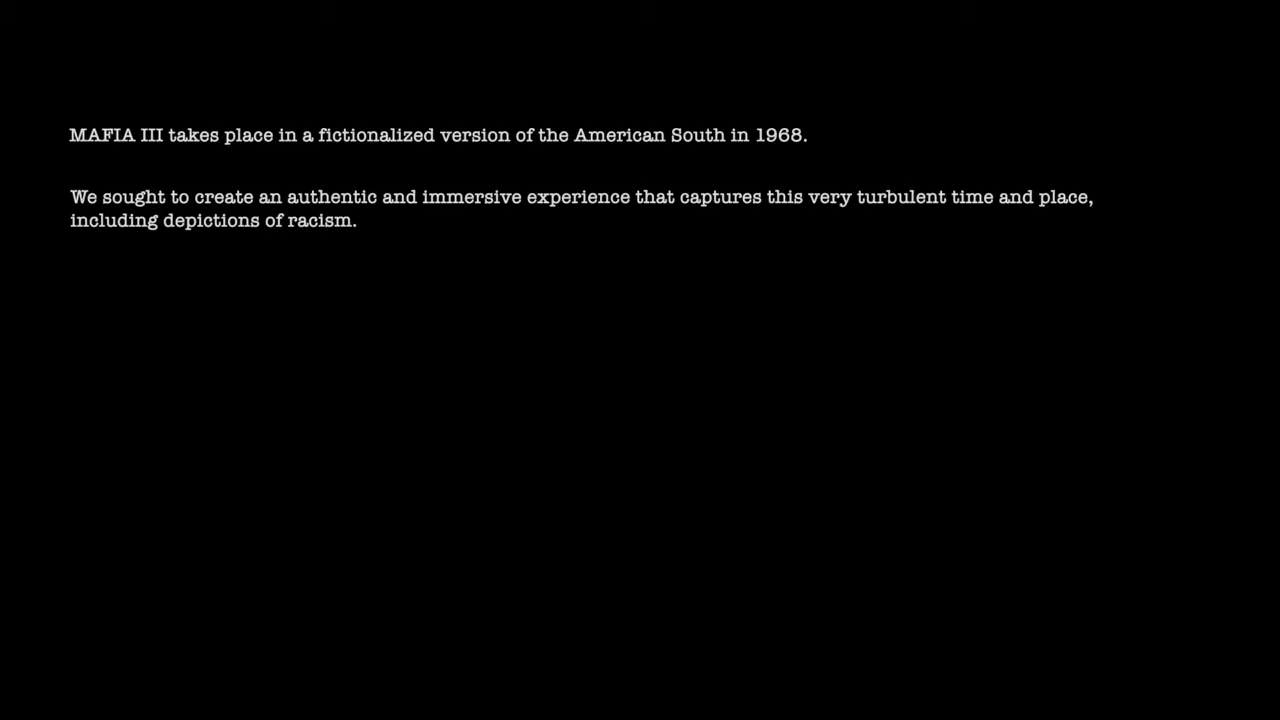 MAFIA III takes place in a fictionalized version of the American South in 1968.
We sought to create an authentic and immersive experience that captures this very turbulent time and place,
including depictions of racism.